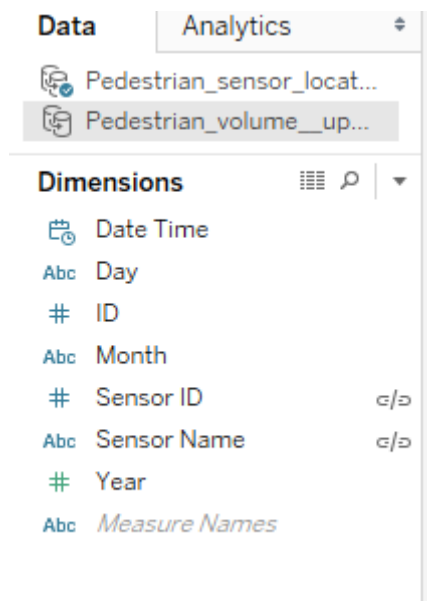 Data Analytics
Pedestrian_sensor_locat...
Pedestrian_volume__up...
Dimensions
Date Time
Abc Day
# ID
Abc Month
# Sensor ID
Abc Sensor Name
# Year
Abc Measure Names